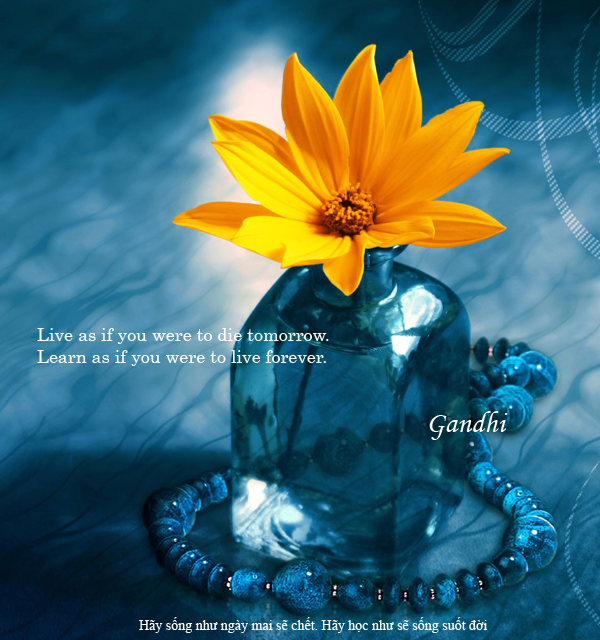 Live as if you were to die tomorrow.
Learn as if you were to live forever.
Gandhi
Hãy sống như ngày mai sẽ chết. Hãy học như sẽ sống suốt đời